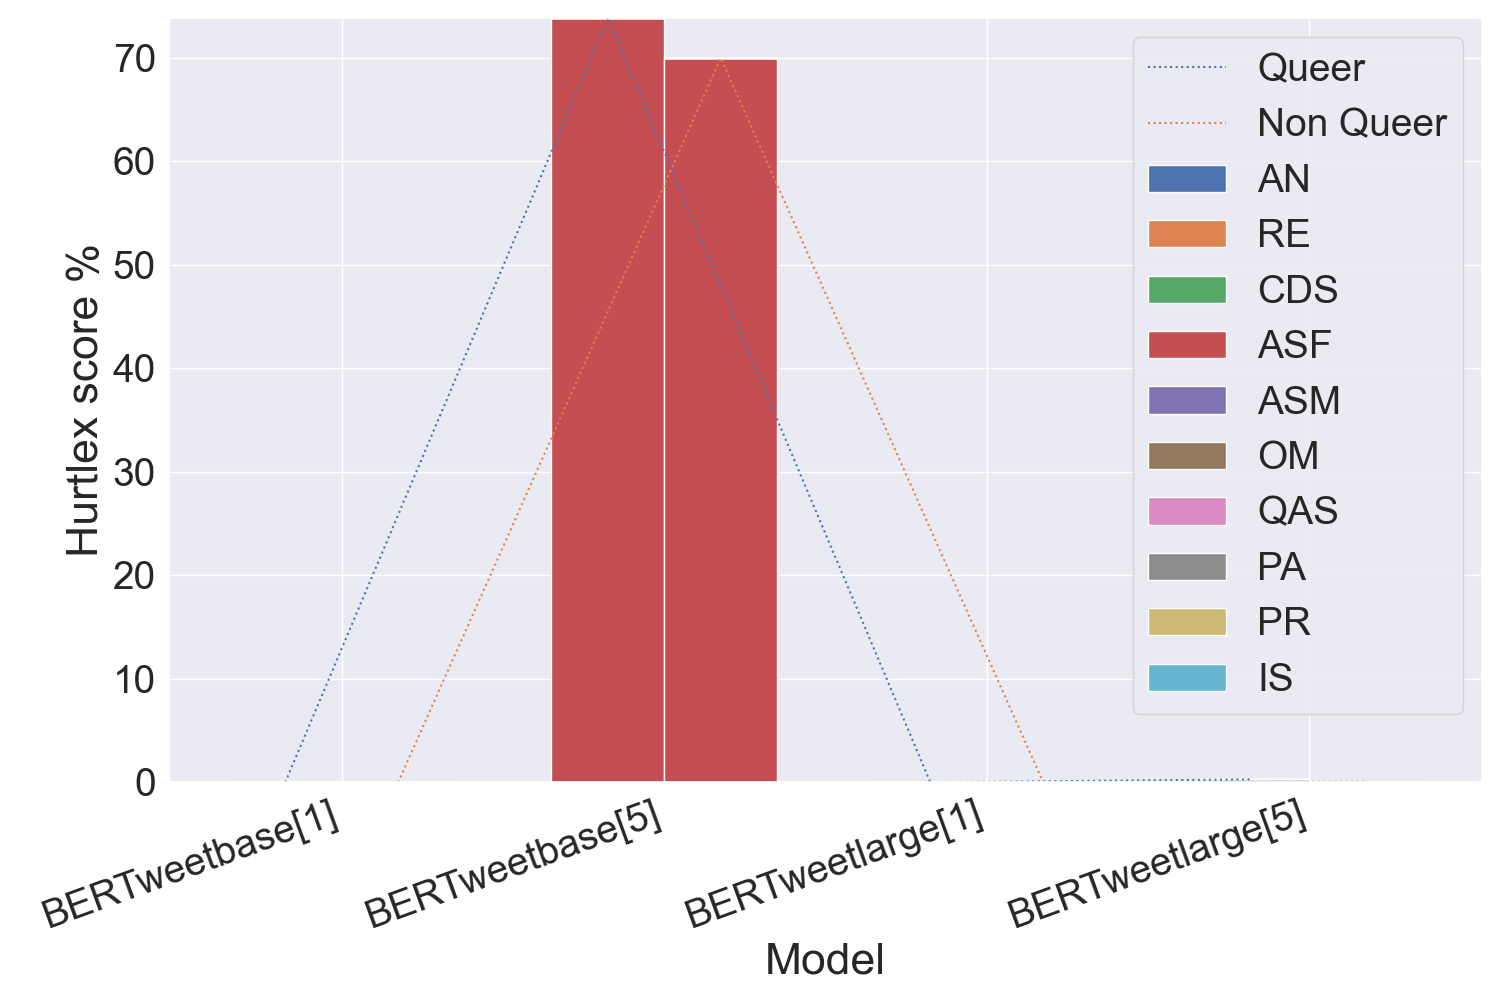 70
60
50
40
30
20
10
0
Hurtlex score %
Queer
Non Queer
AN
RE
CDS
ASF
ASM
OM
QAS
PA
PR
IS
BERTweetbase[1]
BERTweetbase[5]
BERTweetlarge[1]
BERTweetlarge[5]
Model